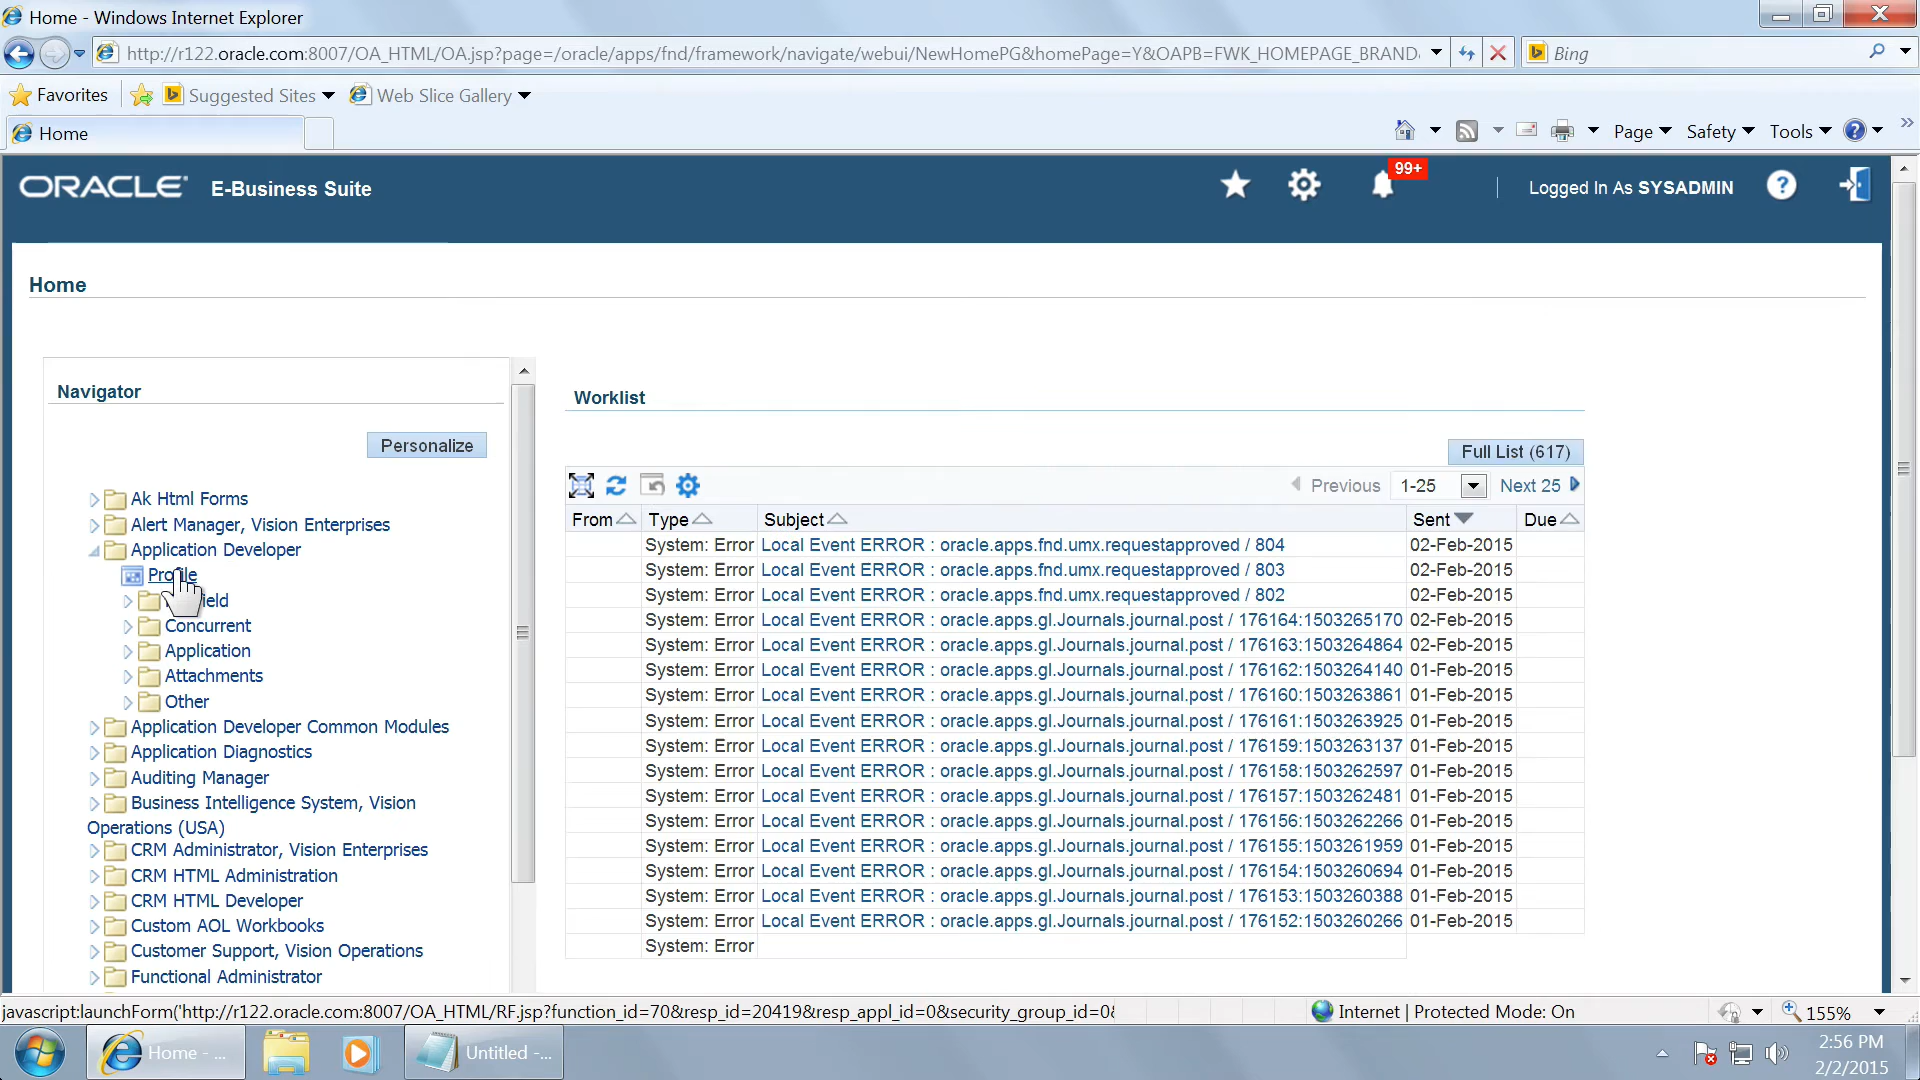 Home - Windows Internet Explorer
http://r122.oracle.com:8007/OA_HTML/OA.jsp?page=/oracle/apps/fnd/framework/navigate/webui/NewHomePG&homePage=Y&OAPB=FWK_HOMEPAGE_BRAND
Bing
Favorites
Suggested Sites
Web Slice Gallery
Home
Page
Safety
Tools
ORACLE
E-Business Suite
99+
Logged In As SYSADMIN
Home
Navigator
Personalize
Ak Html Forms
Alert Manager, Vision Enterprises
Application Developer
Profile
Concurrent
Application
Attachments
Other
Application Developer Common Modules
Application Diagnostics
Auditing Manager
Business Intelligence System, Vision
Operations (USA)
CRM Administrator, Vision Enterprises
CRM HTML Administration
CRM HTML Developer
Custom AOL Workbooks
Customer Support, Vision Operations
Functional Administrator
Worklist
Full List (617)
Previous 1-25 Next 25
From Type Subject Sent Due
System: Error Local Event ERROR : oracle.apps.fnd.umx.requestapproved / 804 02-Feb-2015
System: Error Local Event ERROR : oracle.apps.fnd.umx.requestapproved / 803 02-Feb-2015
System: Error Local Event ERROR : oracle.apps.fnd.umx.requestapproved / 802 02-Feb-2015
System: Error Local Event ERROR : oracle.apps.gl.Journals.journal.post / 176164:1503265170 02-Feb-2015
System: Error Local Event ERROR : oracle.apps.gl.Journals.journal.post / 176163:1503264864 02-Feb-2015
System: Error Local Event ERROR : oracle.apps.gl.Journals.journal.post / 176162:1503264140 01-Feb-2015
System: Error Local Event ERROR : oracle.apps.gl.Journals.journal.post / 176160:1503263861 01-Feb-2015
System: Error Local Event ERROR : oracle.apps.gl.Journals.journal.post / 176161:1503263925 01-Feb-2015
System: Error Local Event ERROR : oracle.apps.gl.Journals.journal.post / 176159:1503263137 01-Feb-2015
System: Error Local Event ERROR : oracle.apps.gl.Journals.journal.post / 176158:1503262597 01-Feb-2015
System: Error Local Event ERROR : oracle.apps.gl.Journals.journal.post / 176157:1503262481 01-Feb-2015
System: Error Local Event ERROR : oracle.apps.gl.Journals.journal.post / 176156:1503262266 01-Feb-2015
System: Error Local Event ERROR : oracle.apps.gl.Journals.journal.post / 176155:1503261959 01-Feb-2015
System: Error Local Event ERROR : oracle.apps.gl.Journals.journal.post / 176154:1503260694 01-Feb-2015
System: Error Local Event ERROR : oracle.apps.gl.Journals.journal.post / 176153:1503260388 01-Feb-2015
System: Error Local Event ERROR : oracle.apps.gl.Journals.journal.post / 176152:1503260266 01-Feb-2015
System: Error
javascript:launchForm('http://r122.oracle.com:8007/OA_HTML/RF.jsp?function_id=70&resp_id=20419&resp_appl_id=0&security_group_id=0&
Internet | Protected Mode: On
155%
Home - ...
Untitled -...
2:56 PM
2/2/2015